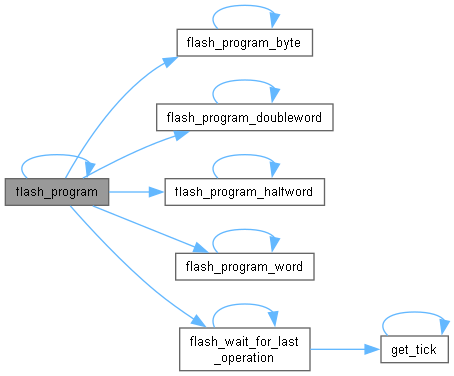 flash_program_byte
flash_program_doubleword
flash_program
flash_program_halfword
flash_program_word
flash_wait_for_last
_operation
get_tick